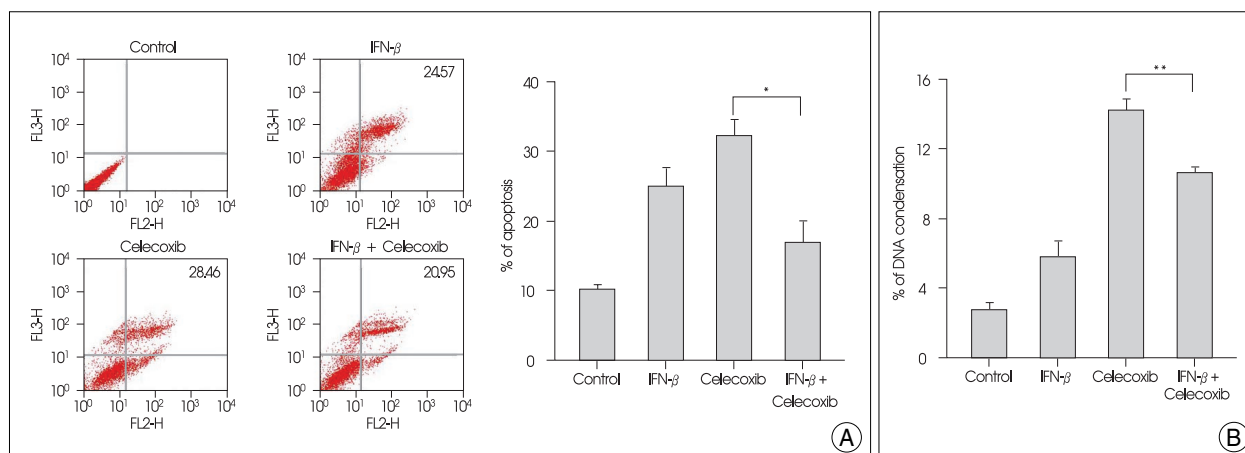 Control
10⁴
10³
10²
10¹
10⁰
FL3-H
10⁰ 10¹ 10² 10³ 10⁴
FL2-H
IFN-β
24.57
10⁴
10³
10²
10¹
10⁰
FL3-H
10⁰ 10¹ 10² 10³ 10⁴
FL2-H
Celecoxib
28.46
10⁴
10³
10²
10¹
10⁰
FL3-H
10⁰ 10¹ 10² 10³ 10⁴
FL2-H
IFN-β + Celecoxib
20.95
10⁴
10³
10²
10¹
10⁰
FL3-H
10⁰ 10¹ 10² 10³ 10⁴
FL2-H
% of apoptosis
40
30
20
10
0
*
Control IFN-β Celecoxib IFN-β +
Celecoxib
A
% of DNA condensation
16
12
8
4
0
**
Control IFN-β Celecoxib IFN-β +
Celecoxib
B